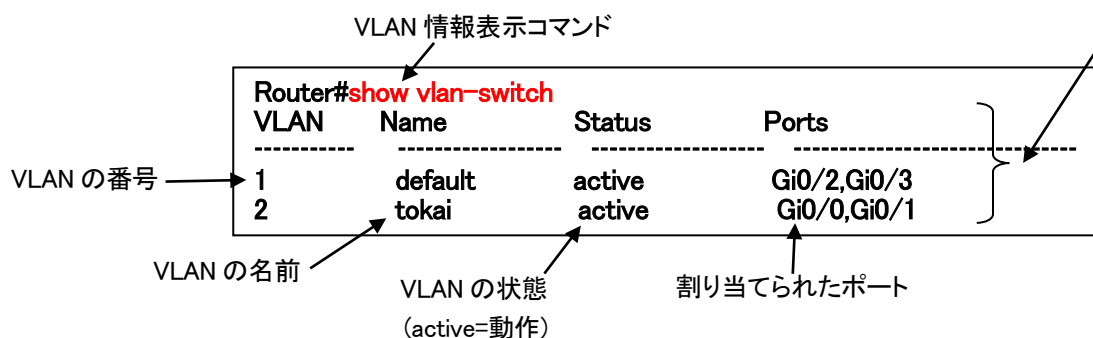 VLAN 情報表示コマンド
Router#show vlan-switch
VLAN Name Status Ports
---------- ---------------- ----------------- ----------------------------
VLAN の番号
1 default active Gi0/2,Gi0/3
2 tokai active Gi0/0,Gi0/1
VLAN の名前
VLAN の状態
(active=動作)
割り当てられたポート